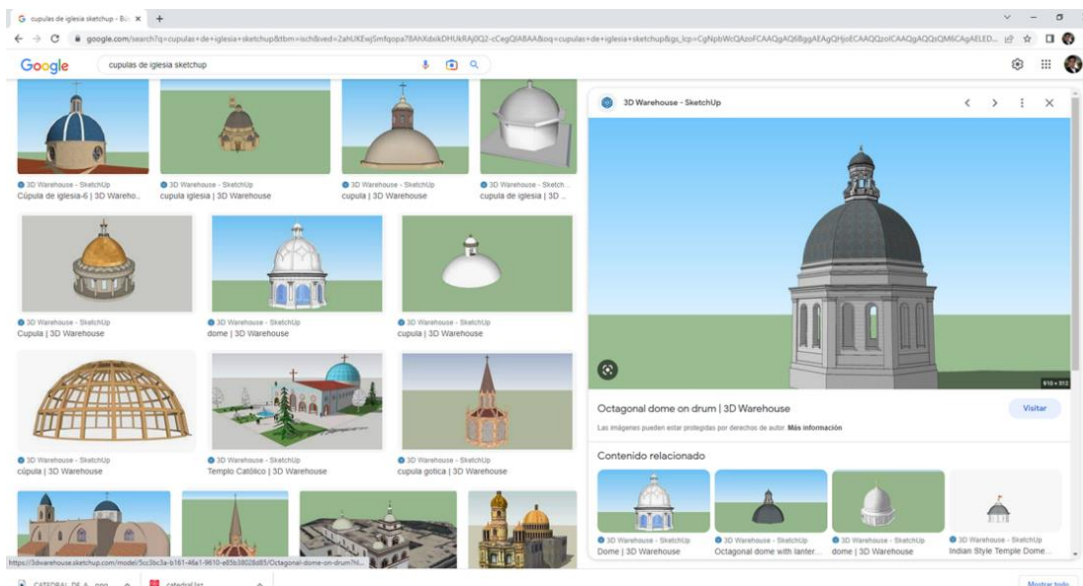 cupulas de iglesia sketchup - Bús
google.com/search?q=cupulas+de+iglesia+sketchup&tbm=isch&ved=
Google
cupulas de iglesia sketchup
3D Warehouse - SketchUp
Cúpula de iglesia-6 | 3D Wareho...
3D Warehouse - SketchUp
cupula iglesia | 3D Warehouse
3D Warehouse - SketchUp
cupula | 3D Warehouse
3D Warehouse - Sketch...
cupula de iglesia | 3D ...
3D Warehouse - SketchUp
Cupula | 3D Warehouse
3D Warehouse - SketchUp
dome | 3D Warehouse
3D Warehouse - SketchUp
cupula | 3D Warehouse
3D Warehouse - SketchUp
cúpula | 3D Warehouse
3D Warehouse - SketchUp
Templo Católico | 3D Warehouse
3D Warehouse - SketchUp
cupula gotica | 3D Warehouse
3D Warehouse - SketchUp
Octagonal dome on drum | 3D Warehouse
Visitar
Las imágenes pueden estar protegidas por derechos de autor. Más información
Contenido relacionado
3D Warehouse - SketchUp
Dome | 3D Warehouse
3D Warehouse - SketchUp
Octagonal dome with lanter...
3D Warehouse - SketchUp
dome | 3D Warehouse
3D Warehouse - SketchUp
Indian Style Temple Dome...
CATEDRAL DE A...png
catedral.jar
Mostrar todo